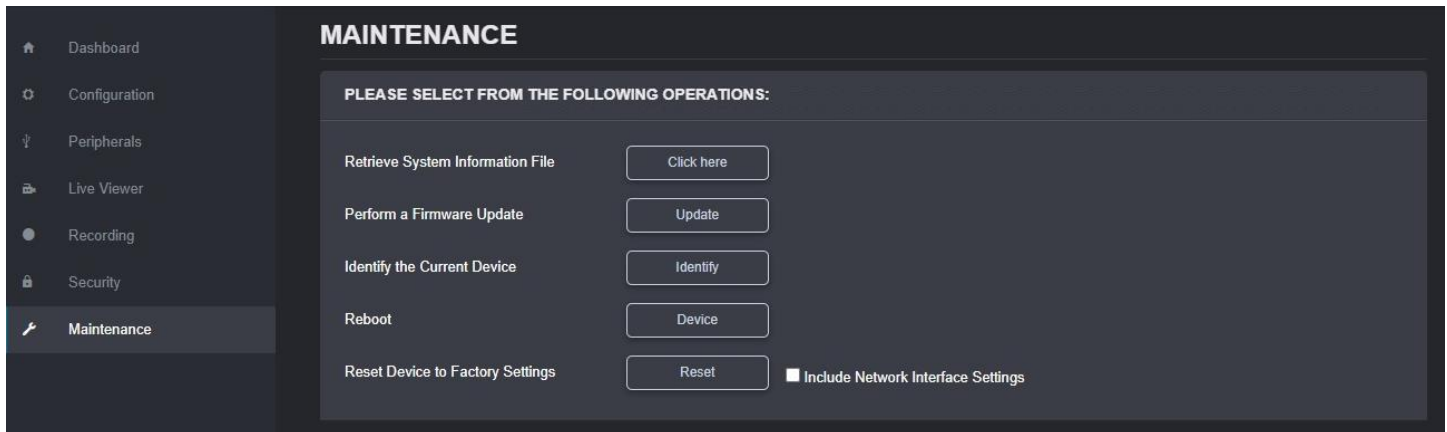 Dashboard
Configuration
Peripherals
Live Viewer
Recording
Security
Maintenance
MAINTENANCE
PLEASE SELECT FROM THE FOLLOWING OPERATIONS:
Retrieve System Information File Click here
Perform a Firmware Update Update
Identify the Current Device Identify
Reboot Device
Reset Device to Factory Settings Reset Include Network Interface Settings